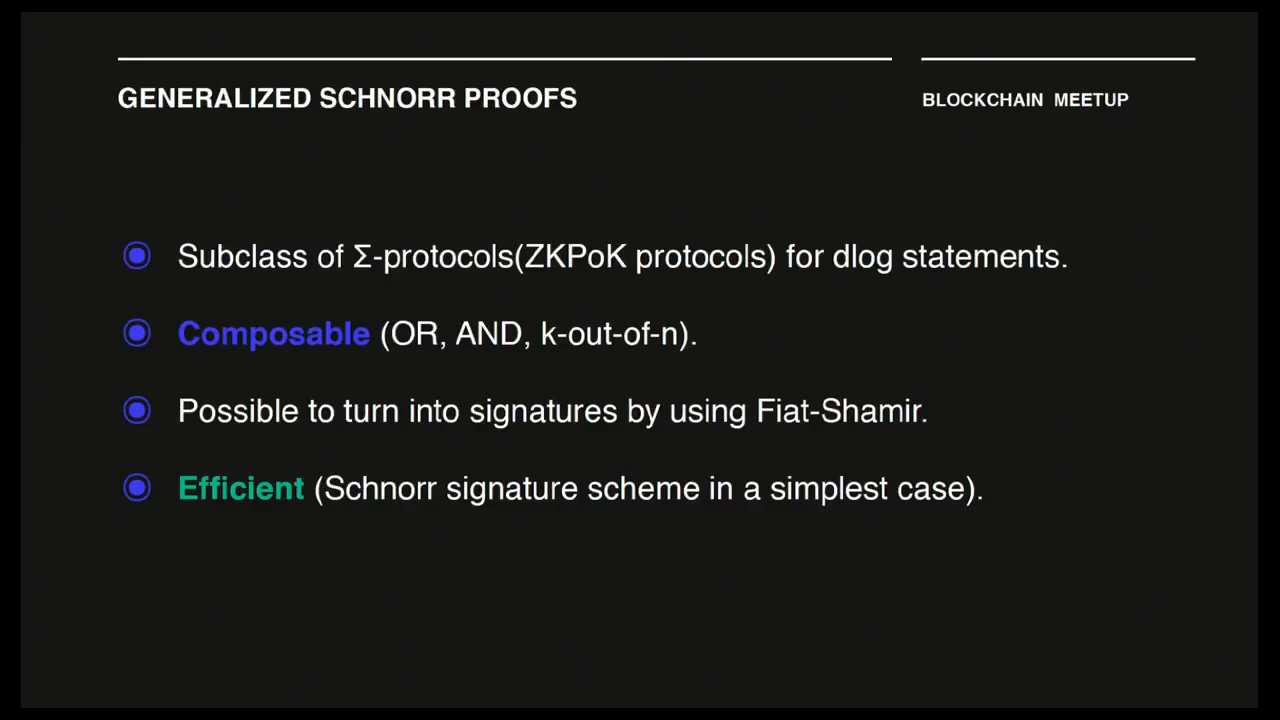 GENERALIZED SCHNORR PROOFS
BLOCKCHAIN MEETUP
Subclass of Σ-protocols(ZKPoK protocols) for dlog statements.
Composable (OR, AND, k-out-of-n).
Possible to turn into signatures by using Fiat-Shamir.
Efficient (Schnorr signature scheme in a simplest case).